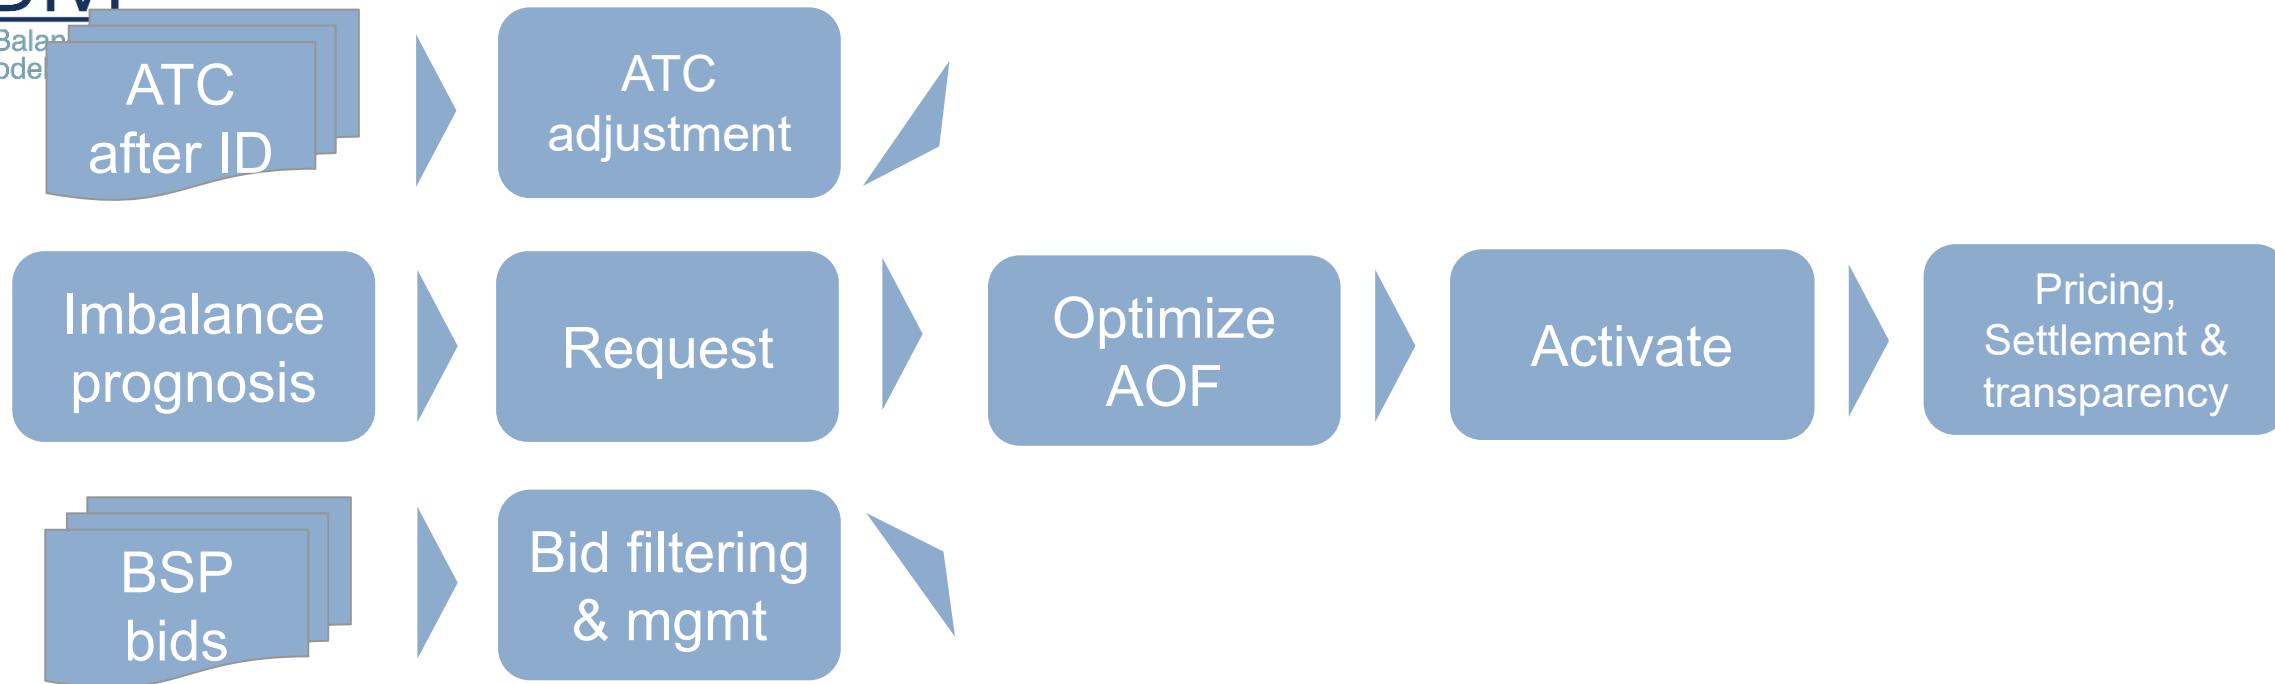 ATC
after ID
ATC
adjustment
Imbalance
prognosis
Request
Optimize
AOF
Activate
Pricing,
Settlement &
transparency
BSP
bids
Bid filtering
& mgmt